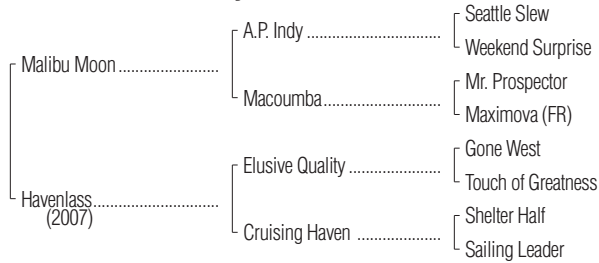 Seattle Slew
A.P. Indy
Weekend Surprise
Malibu Moon
Mr. Prospector
Macoumba
Maximova (FR)
Gone West
Elusive Quality
Touch of Greatness
Havenlass
(2007)
Shelter Half
Cruising Haven
Sailing Leader